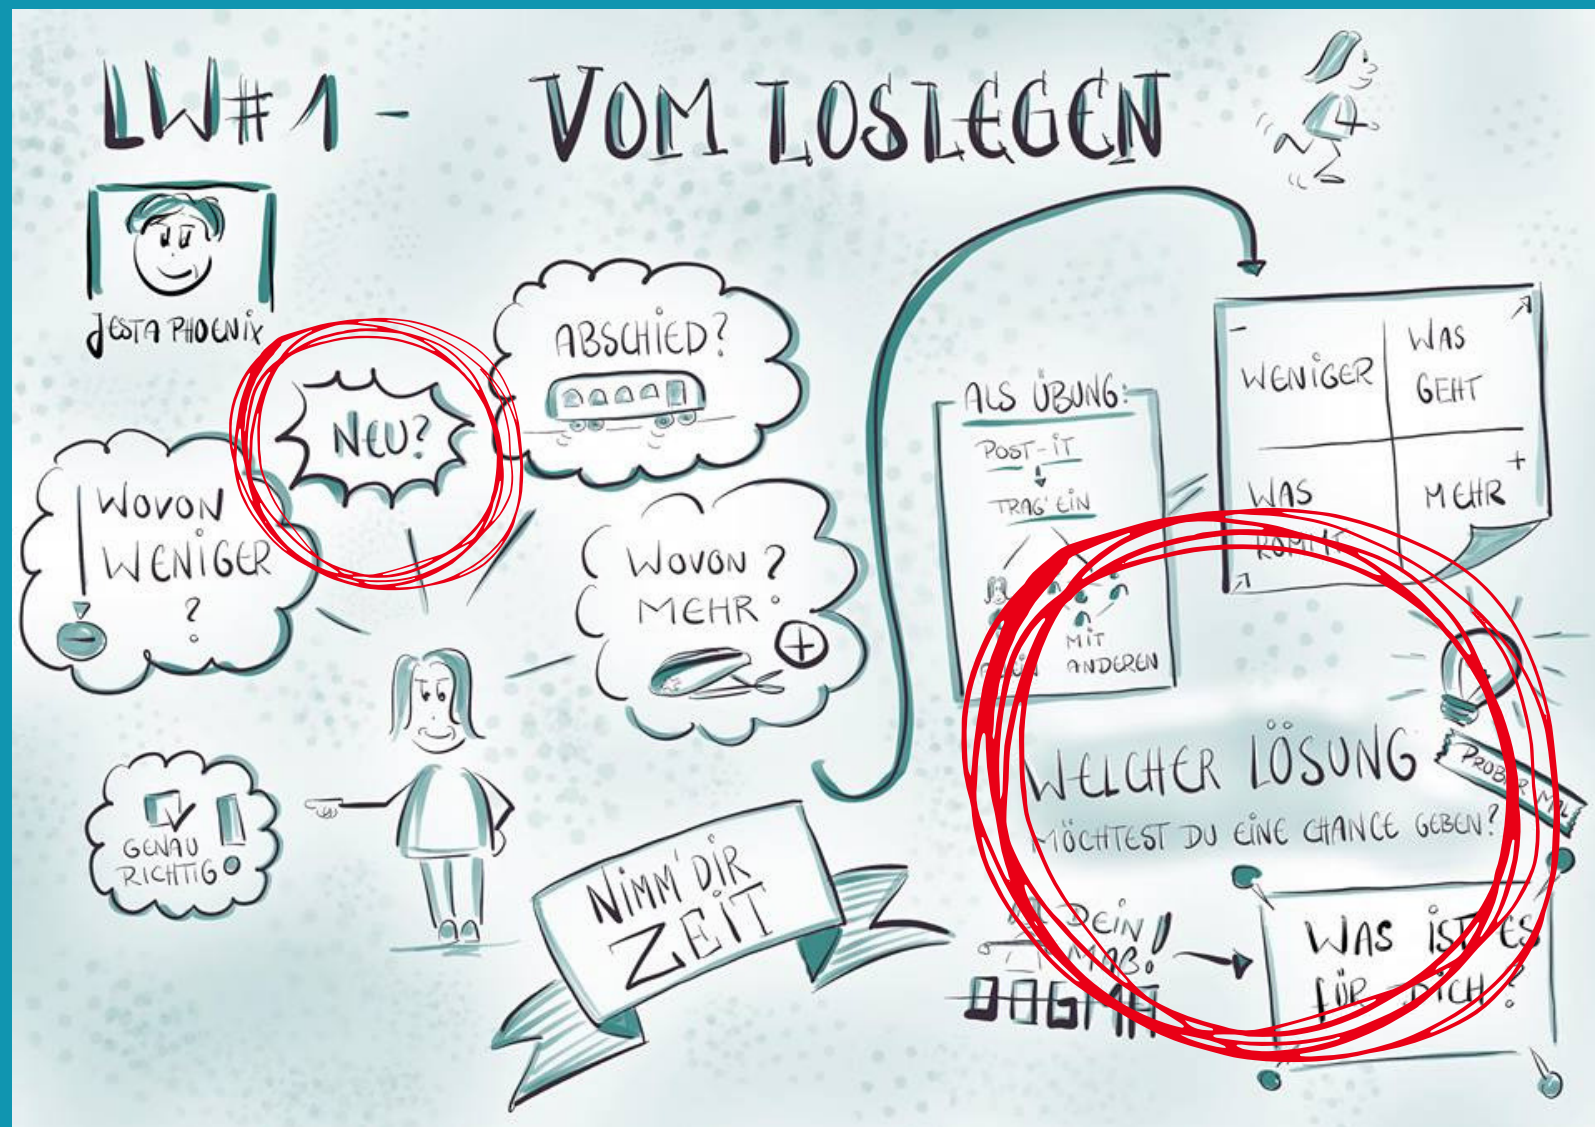 LW#1 - VOM LOSLEGEN
JESTA PHOENIX
NEU?
ABSCHIED?
WOVON
WENIGER
?
WOVON ?
MEHR
GENAU
RICHTIG
NIMM' DIR
ZEIT
ALS ÜBUNG:
POST-IT
TRAG' EIN
MIT
ANDEREN
-
WENIGER
WAS
GEHT
WAS
KOMMT
+
MEHR
WELCHER LÖSUNG
MÖCHTEST DU EINE CHANCE GEBEN?
PROBIER MAL
DEIN
MAß!
DOGMA
WAS IST ES
FÜR DICH?